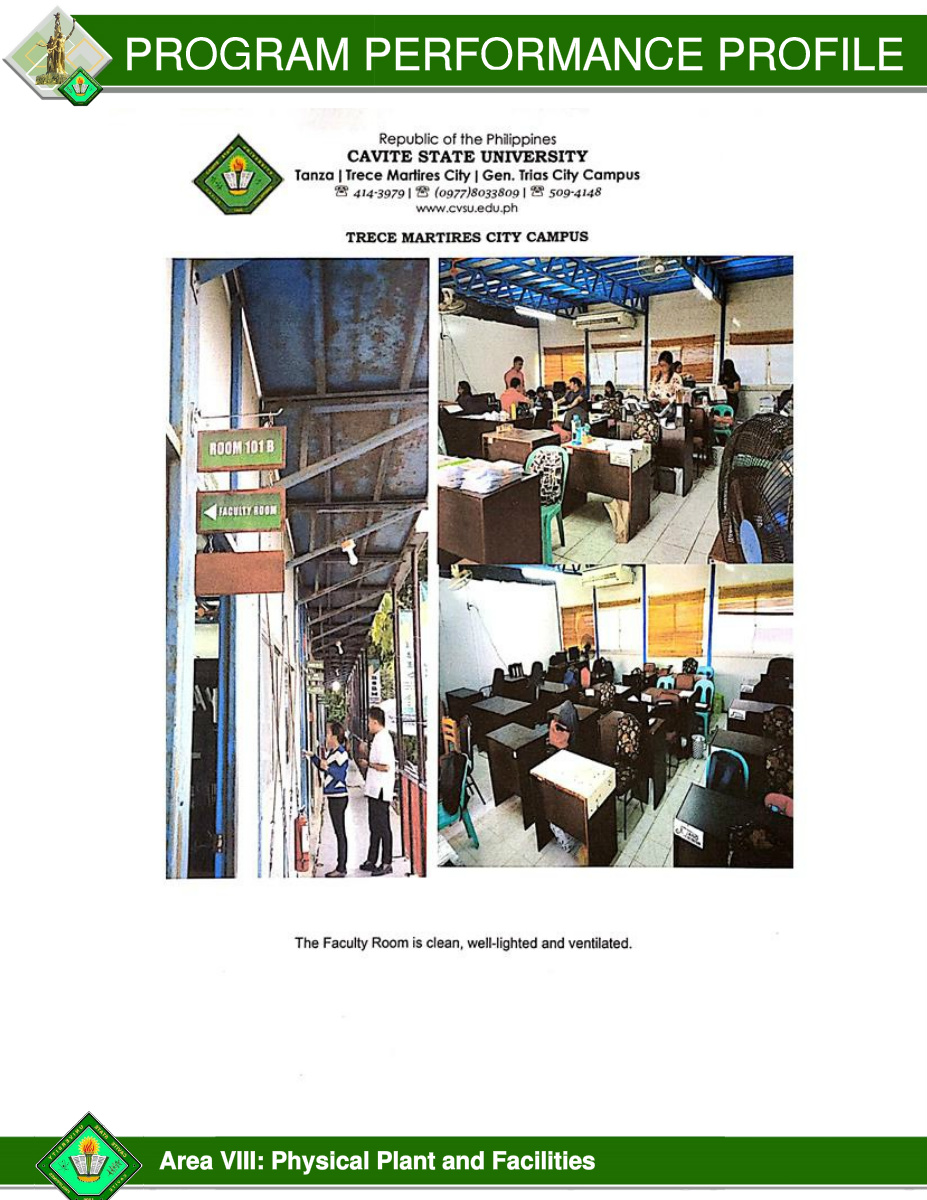 PROGRAM PERFORMANCE PROFILE
Republic of the Philippines
CAVITE STATE UNIVERSITY
Tanza | Trece Martires City | Gen. Trias City Campus
☏ 414-3979 | ☏ (0977)8033809 | ☏ 509-4148
www.cvsu.edu.ph
TRECE MARTIRES CITY CAMPUS
ROOM 101 B
FACULTY ROOM
The Faculty Room is clean, well-lighted and ventilated.
Area VIII: Physical Plant and Facilities